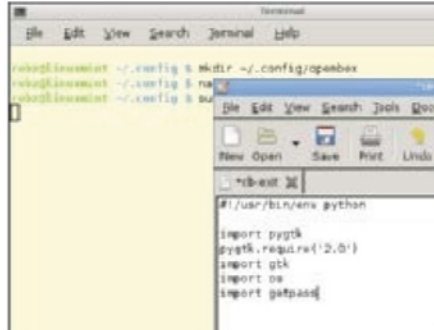 Terminal
File Edit View Search Terminal Help
~/.config $ mkdir ~/.config/openbox
~/.config $ na
~/.config $ su
File Edit View Search Tools Doc
New Open Save Print Undo
*cb-exit
#!/usr/bin/env python
import pygtk
pygtk.require('2.0')
import gtk
import os
import getpass